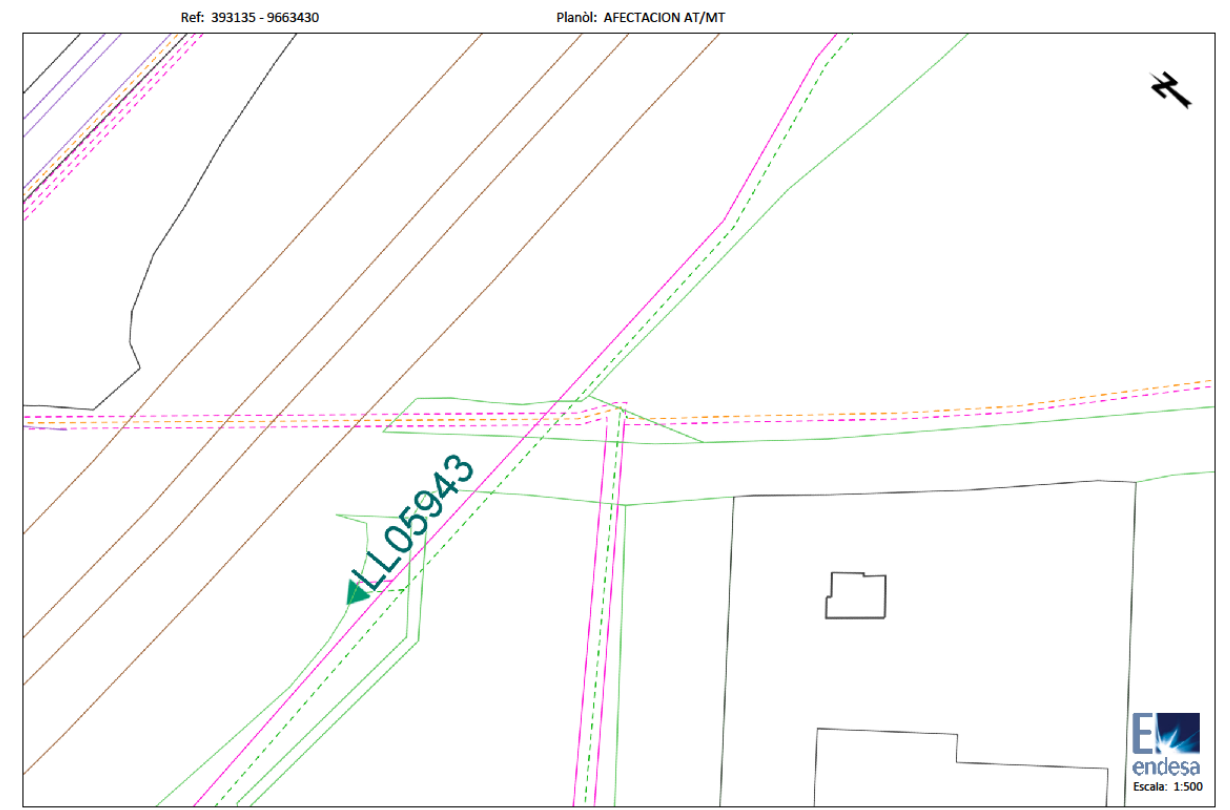 Ref: 393135 - 9663430
Planòl: AFECTACION AT/MT
N
LL05943
E
endesa
Escala: 1:500